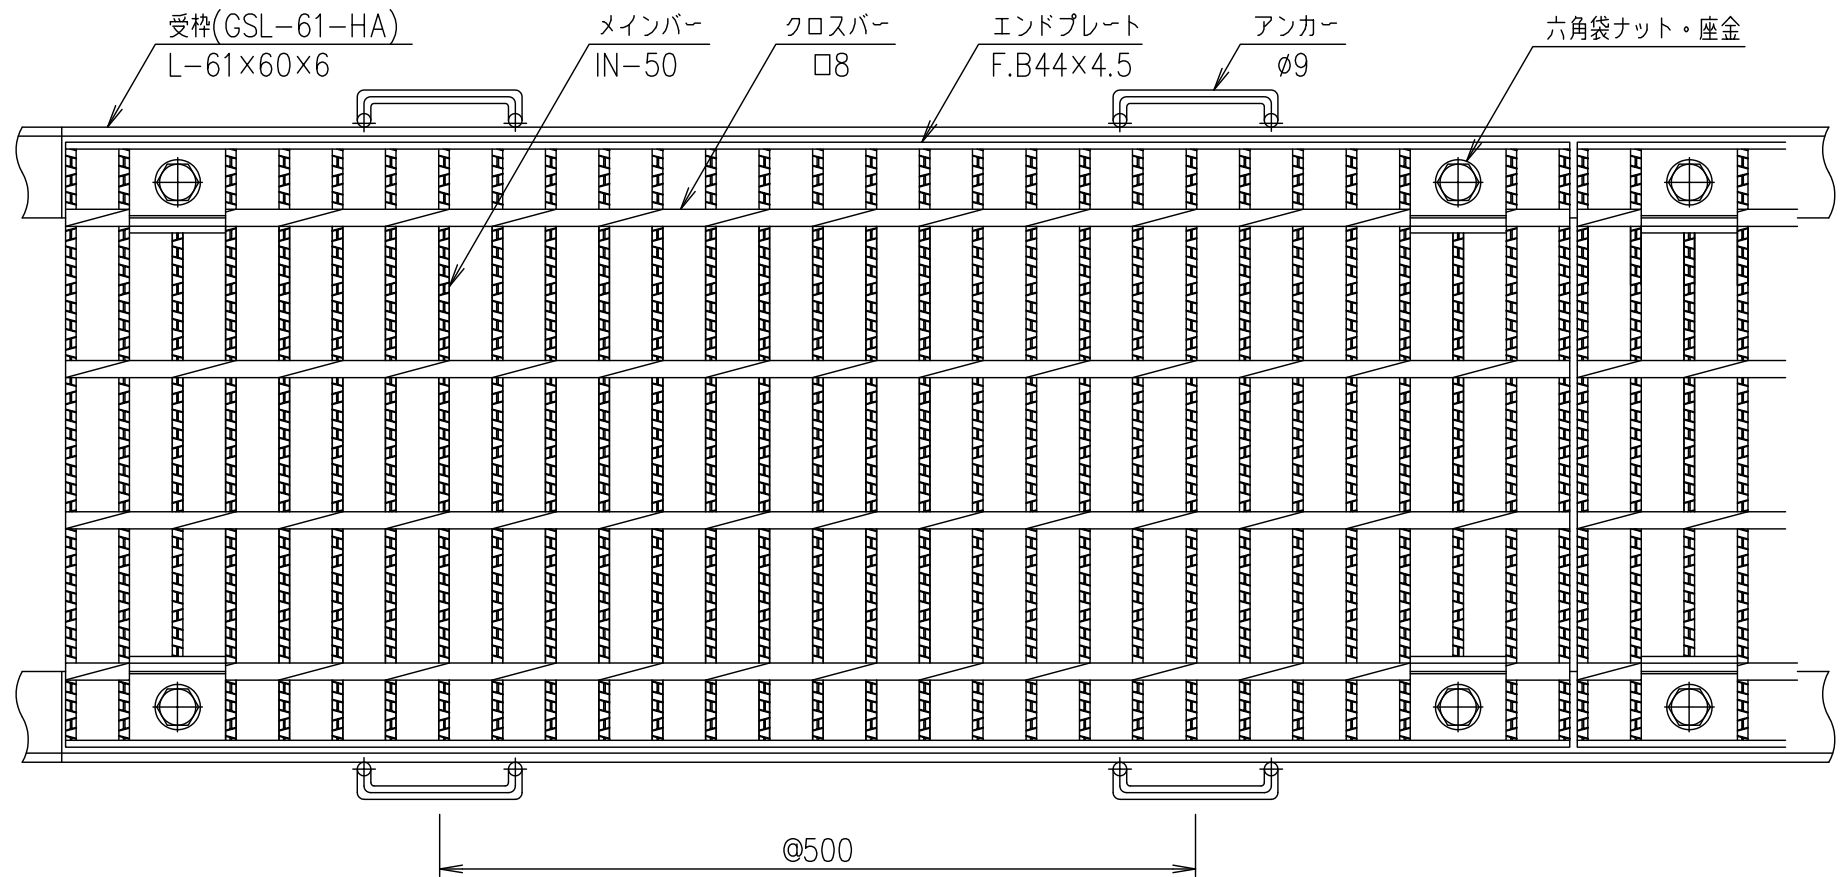 受枠(GSL-61-HA)
L-61×60×6
メインバー
IN-50
クロスバー
□8
エンドプレート
F.B44×4.5
アンカー
φ9
六角袋ナット・座金
@500